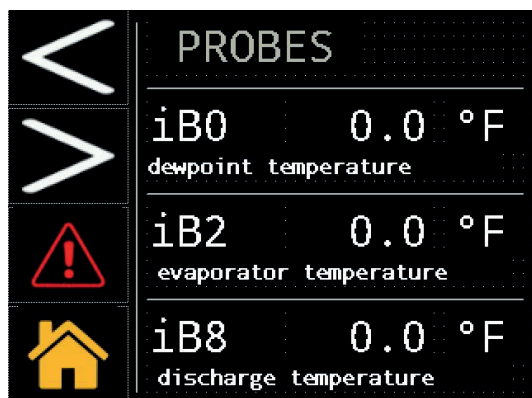 PROBES
iB0 0.0 °F
dewpoint temperature
iB2 0.0 °F
evaporator temperature
iB8 0.0 °F
discharge temperature